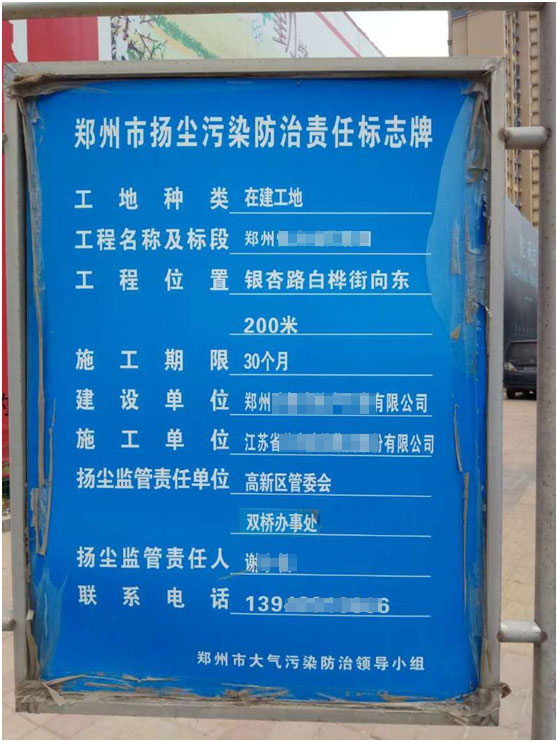 郑州市扬尘污染防治责任标志牌
工地种类 在建工地
工程名称及标段 郑州
工程位置 银杏路白桦街向东
200米
施工期限 30个月
建设单位 郑州 有限公司
施工单位 江苏省 份有限公司
扬尘监管责任单位 高新区管委会
双桥办事处
扬尘监管责任人 谢
联系电话 139 6
郑州市大气污染防治领导小组